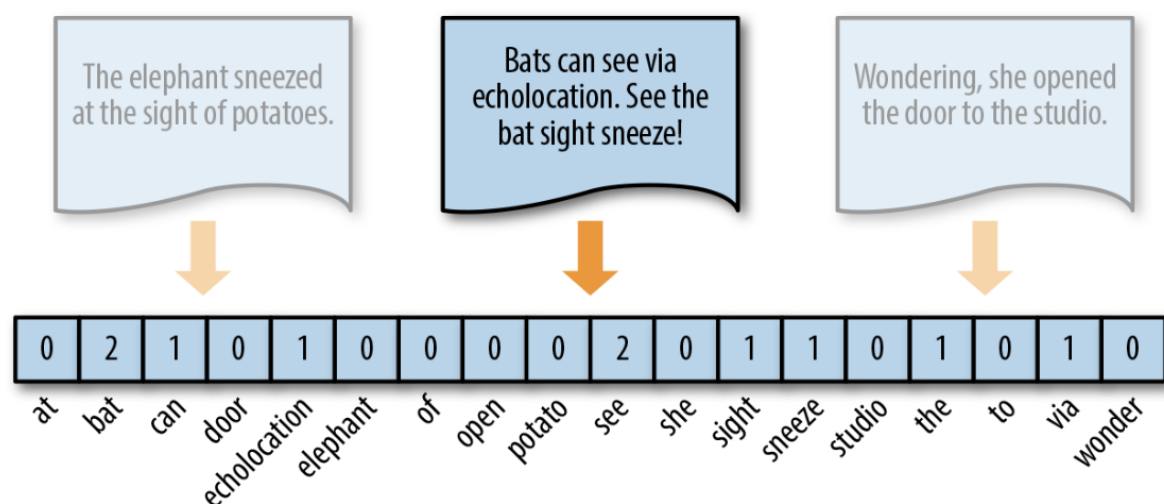 The elephant sneezed
at the sight of potatoes.
Bats can see via
echolocation. See the
bat sight sneeze!
Wondering, she opened
the door to the studio.
0 2 1 0 1 0 0 0 0 2 0 1 1 0 1 0 1 0
at bat can door echolocation elephant of open potato see she sight sneeze studio the to via wonder